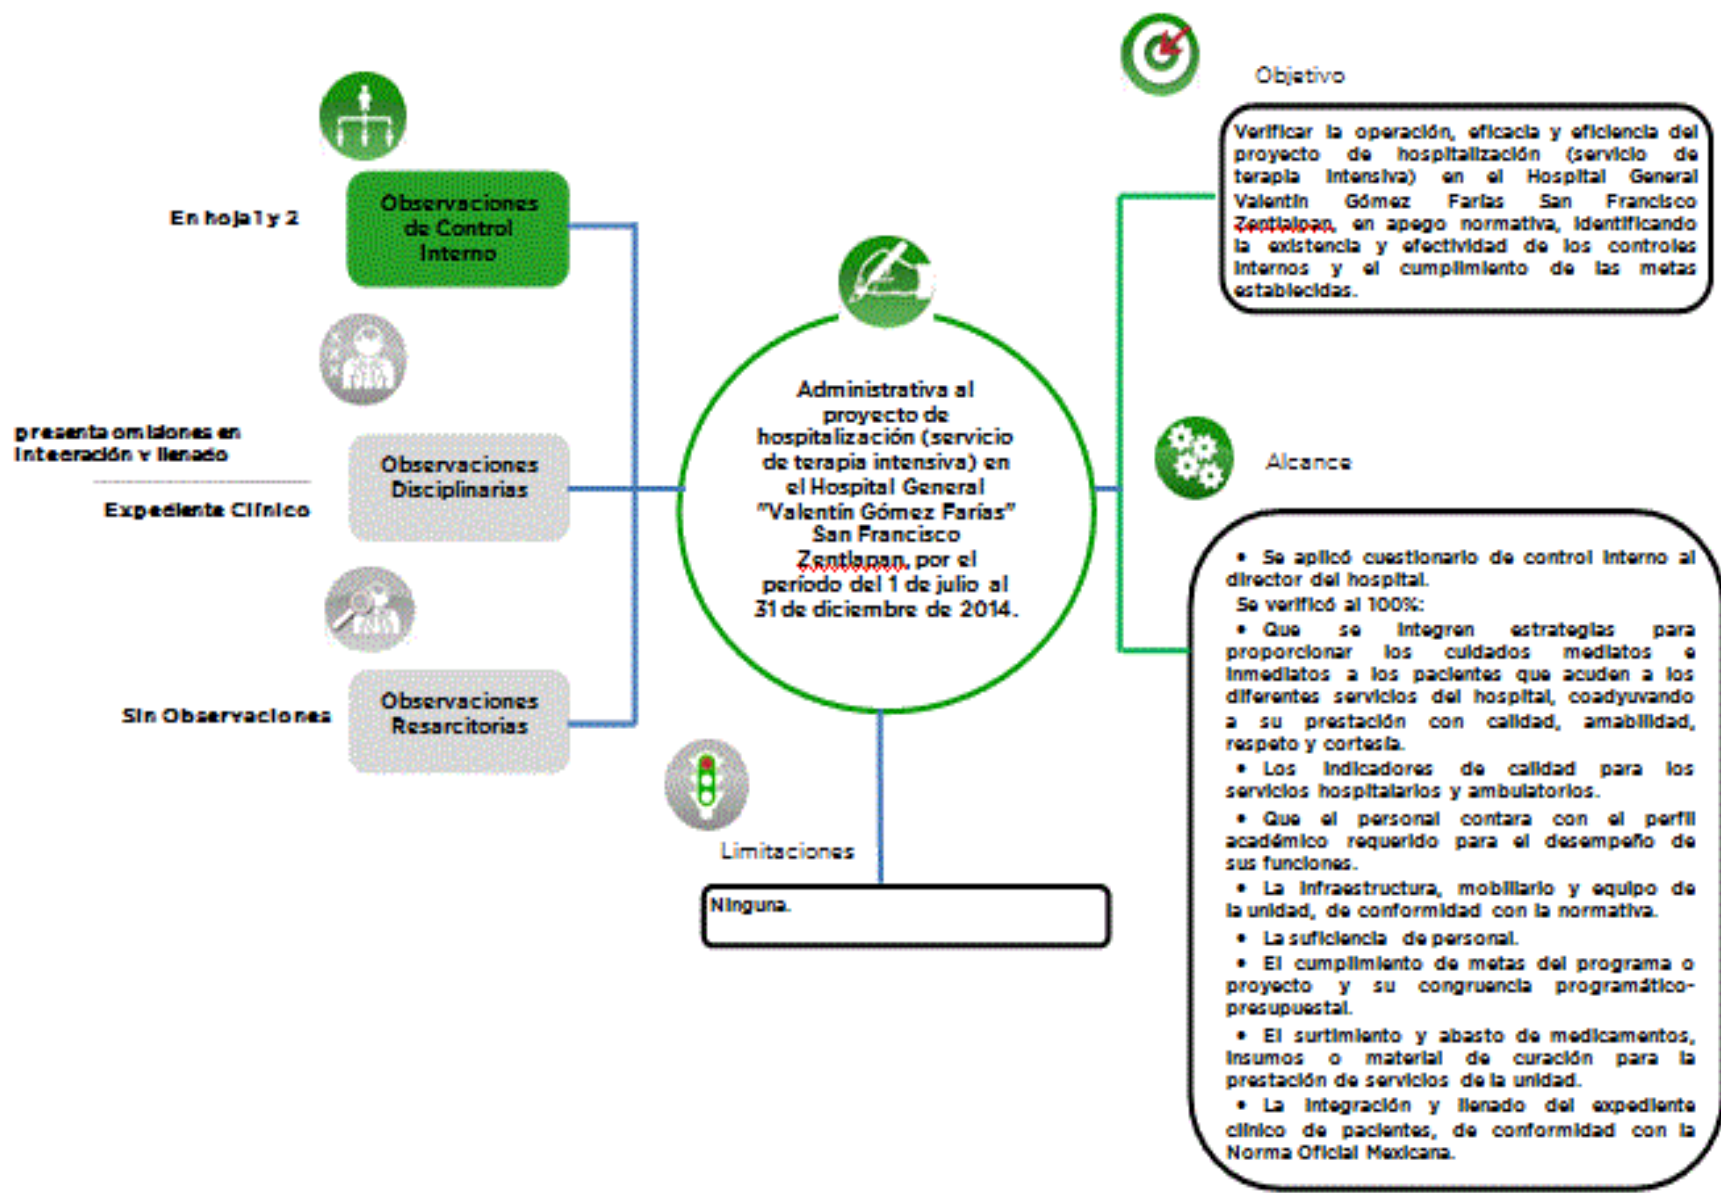 Objetivo
Verificar la operación, eficacia y eficiencia del
proyecto de hospitalización (servicio de
terapia intensiva) en el Hospital General
Valentín Gómez Farías San Francisco
Zentlalpan, en apego normativa, identificando
la existencia y efectividad de los controles
internos y el cumplimiento de las metas
establecidas.
En hoja 1 y 2
Observaciones
de Control
Interno
presenta omisiones en
Integración y llenado
Expediente Clínico
Observaciones
Disciplinarias
Sin Observaciones
Observaciones
Resarcitorias
Administrativa al
proyecto de
hospitalización (servicio
de terapia intensiva) en
el Hospital General
"Valentín Gómez Farías"
San Francisco
Zentlapan, por el
período del 1 de julio al
31 de diciembre de 2014.
Limitaciones
Ninguna.
Alcance
• Se aplicó cuestionario de control interno al
director del hospital.
Se verificó al 100%:
• Que se integren estrategias para
proporcionar los cuidados mediatos e
inmediatos a los pacientes que acuden a los
diferentes servicios del hospital, coadyuvando
a su prestación con calidad, amabilidad,
respeto y cortesía.
• Los indicadores de calidad para los
servicios hospitalarios y ambulatorios.
• Que el personal contara con el perfil
académico requerido para el desempeño de
sus funciones.
• La infraestructura, mobiliario y equipo de
la unidad, de conformidad con la normativa.
• La suficiencia de personal.
• El cumplimiento de metas del programa o
proyecto y su congruencia programático-
presupuestal.
• El surtimiento y abasto de medicamentos,
insumos o material de curación para la
prestación de servicios de la unidad.
• La integración y llenado del expediente
clínico de pacientes, de conformidad con la
Norma Oficial Mexicana.